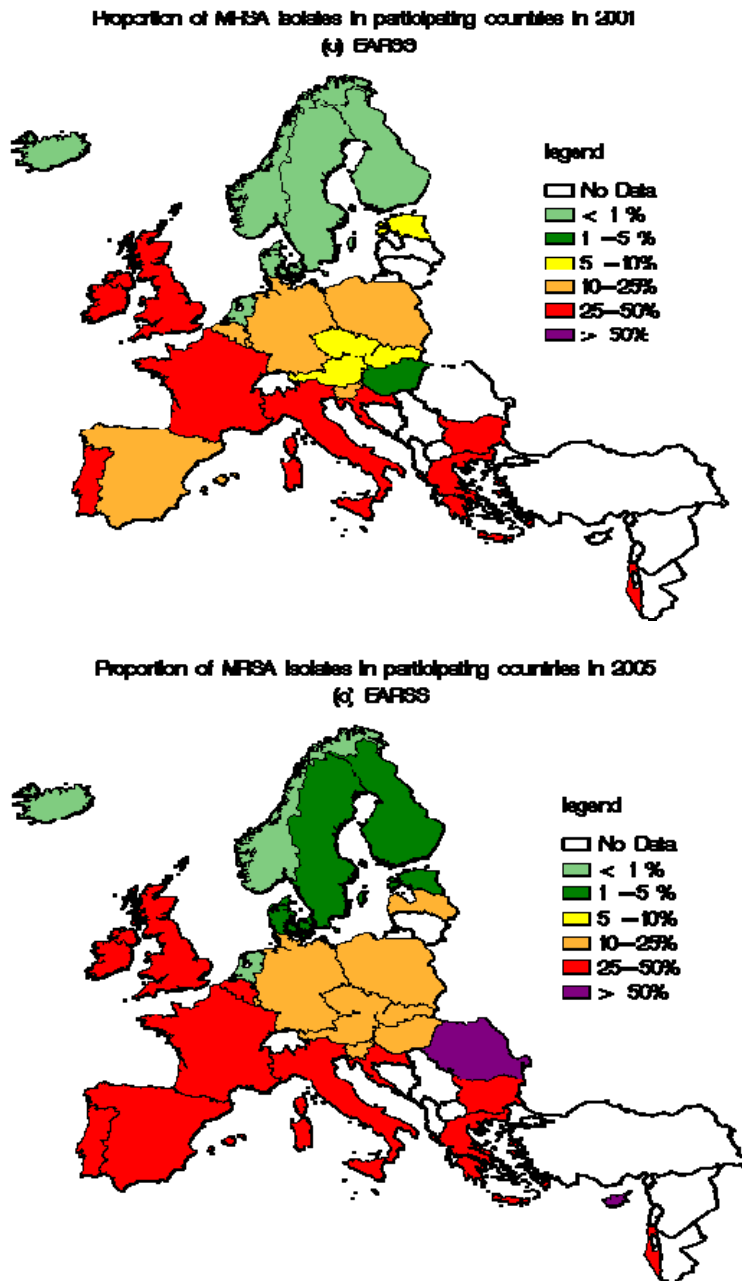 Proportion of MRSA isolates in participating countries in 2001
(c) EARSS
legend
No Data
< 1 %
1 -5 %
5 -10%
10-25%
25-50%
> 50%
Proportion of MRSA isolates in participating countries in 2005
(c) EARSS
legend
No Data
< 1 %
1 -5 %
5 -10%
10-25%
25-50%
> 50%